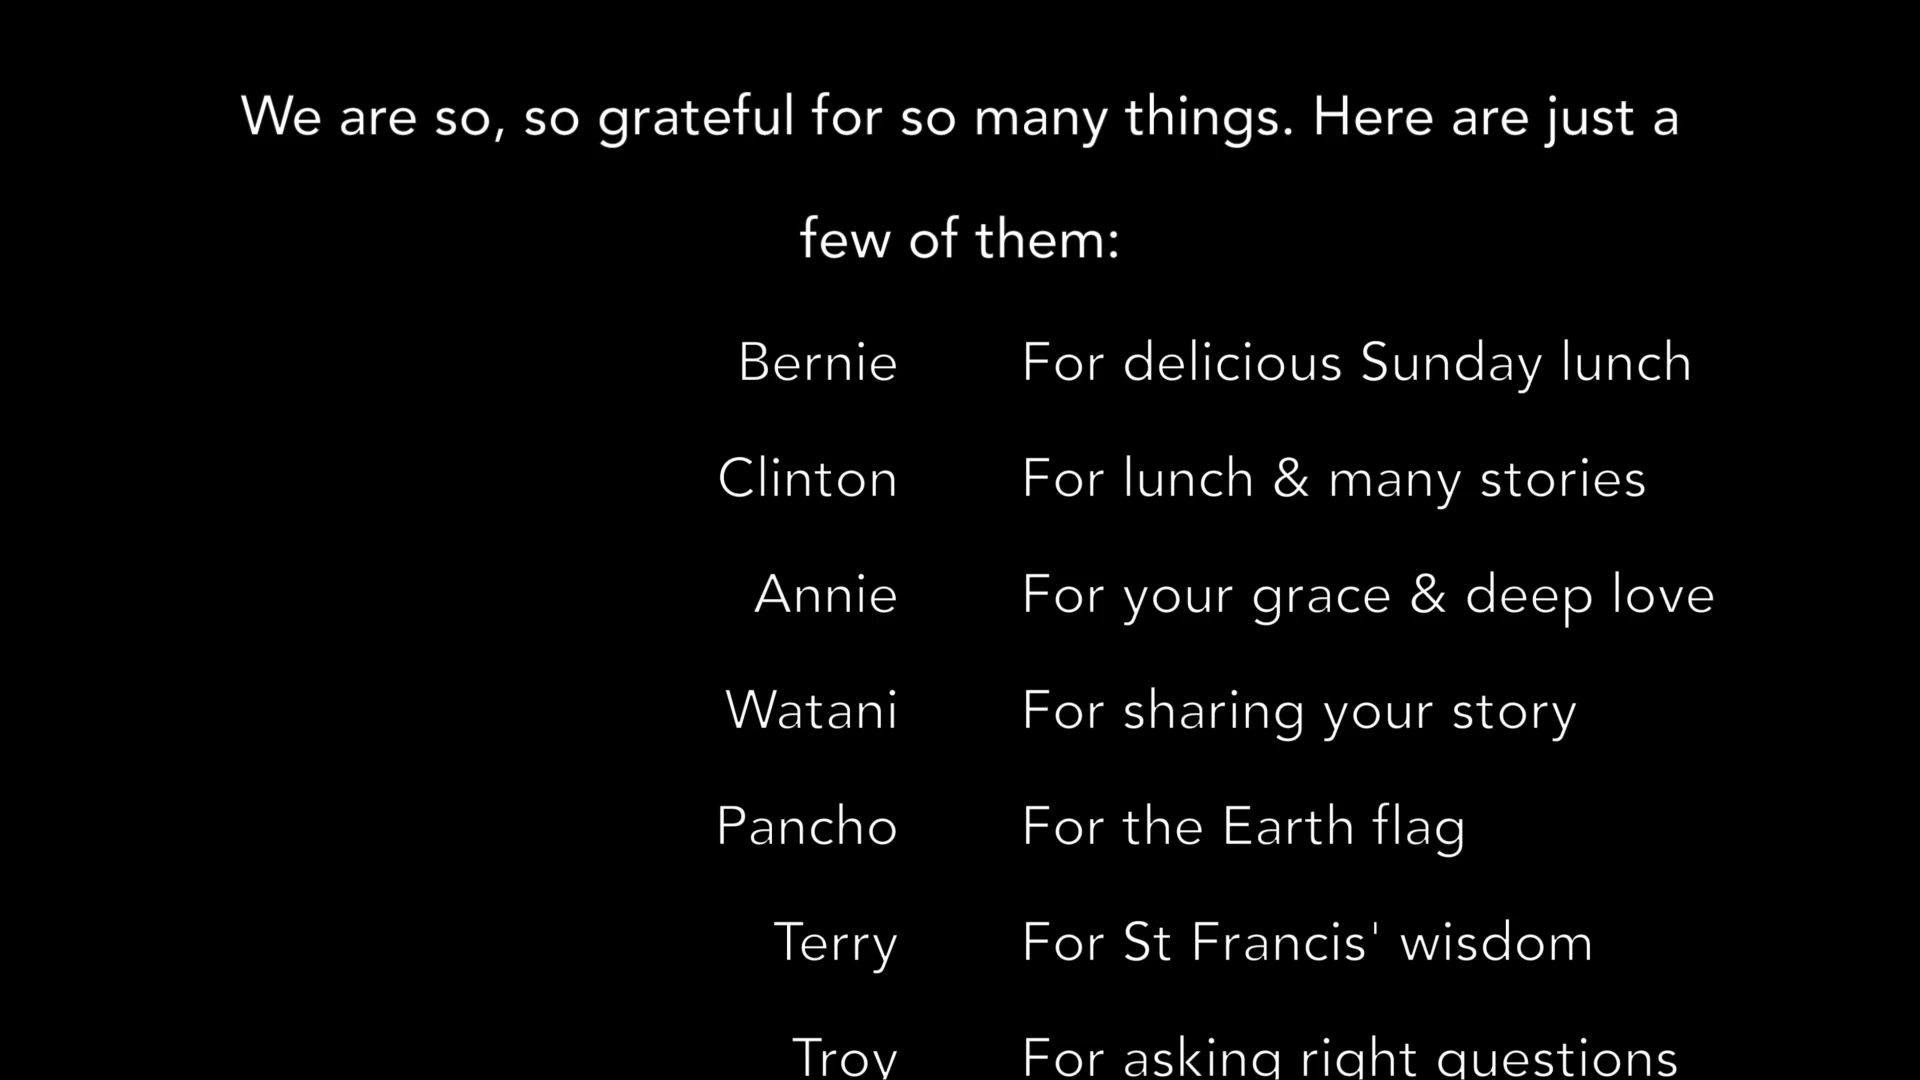 We are so, so grateful for so many things. Here are just a
few of them:
Bernie For delicious Sunday lunch
Clinton For lunch & many stories
Annie For your grace & deep love
Watani For sharing your story
Pancho For the Earth flag
Terry For St Francis' wisdom
Troy For asking right questions